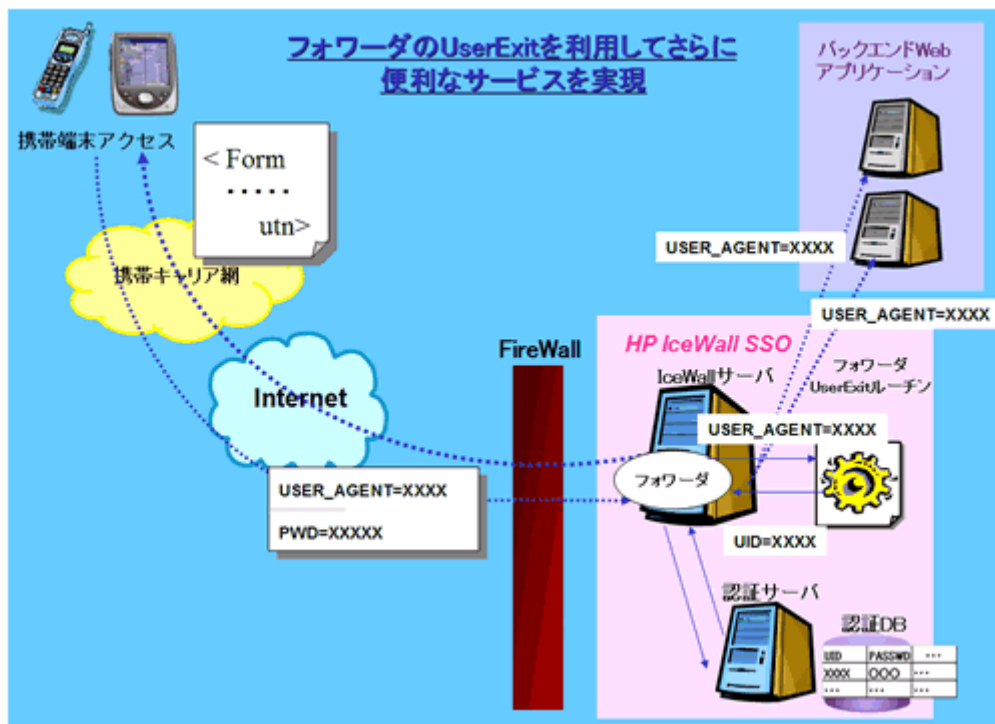 フォワーダのUserExitを利用してさらに
便利なサービスを実現
携帯端末アクセス
< Form
・・・・・
utn>
携帯キャリア網
Internet
USER_AGENT=XXXX
PWD=XXXXX
FireWall
バックエンドWeb
アプリケーション
USER_AGENT=XXXX
USER_AGENT=XXXX
HP IceWall SSO
IceWallサーバ
フォワーダ
UserExitルーチン
USER_AGENT=XXXX
フォワーダ
UID=XXXX
認証サーバ
認証DB
UID PASSWD ・・・
XXXX ○○○ ・・・
・・・ ・・・ ・・・